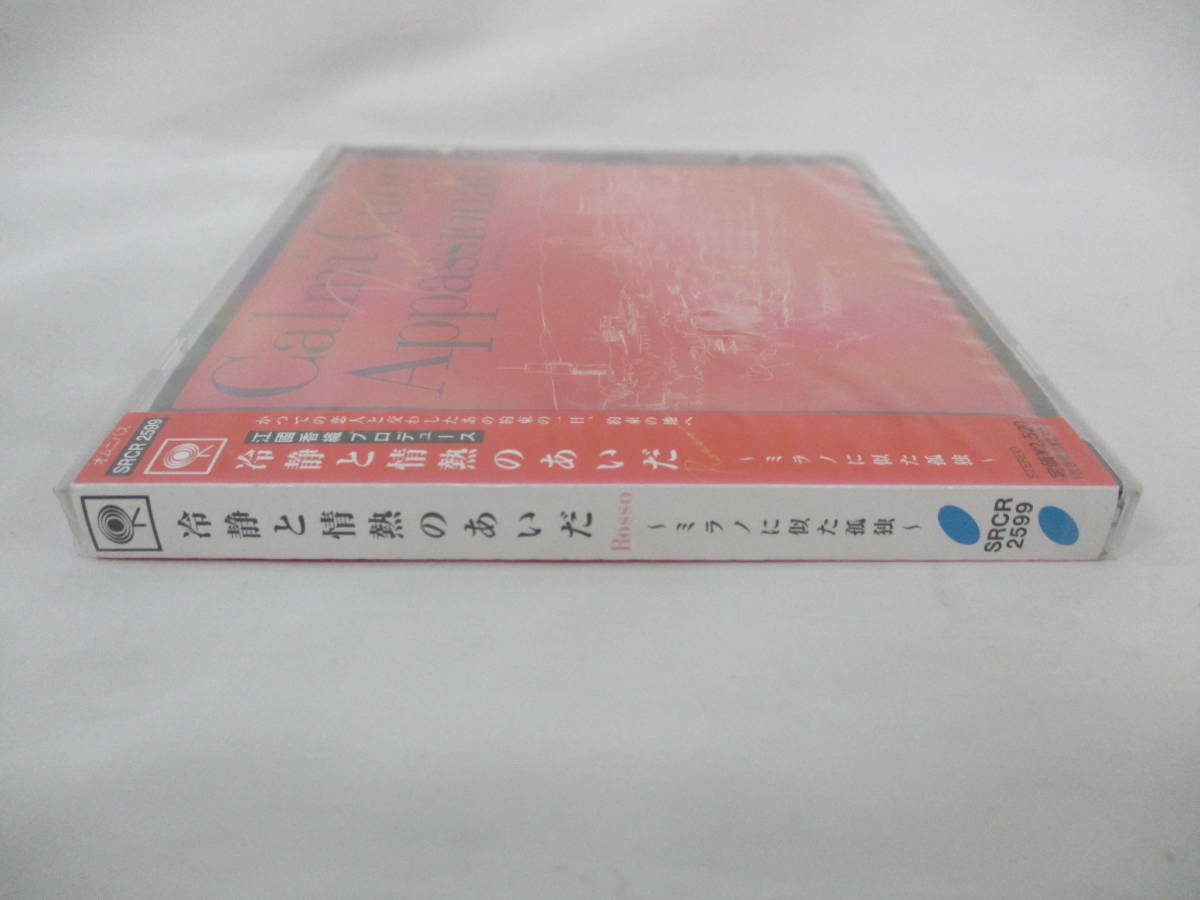 Calmi Cuori
Appassionati
オムニバス
SRCR 2599
かつての恋人と交わしたあの約束の一日、約束の地へ
江國香織プロデュース
冷静と情熱のあいだ
Rosso
～ミラノに似た孤独～
STEREO
冷静と情熱のあいだ
Rosso
～ミラノに似た孤独～
SRCR
2599